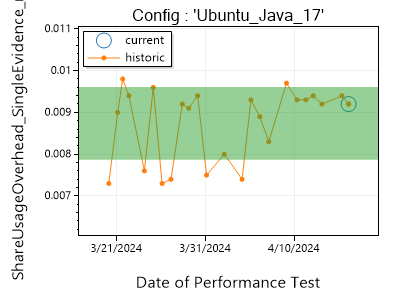 Config : 'Ubuntu_Java_17'
current
historic
0.011
0.01
0.009
0.008
0.007
3/21/2024
3/31/2024
4/10/2024
Date of Performance Test
ShareUsageOverhead_SingleEvidence_